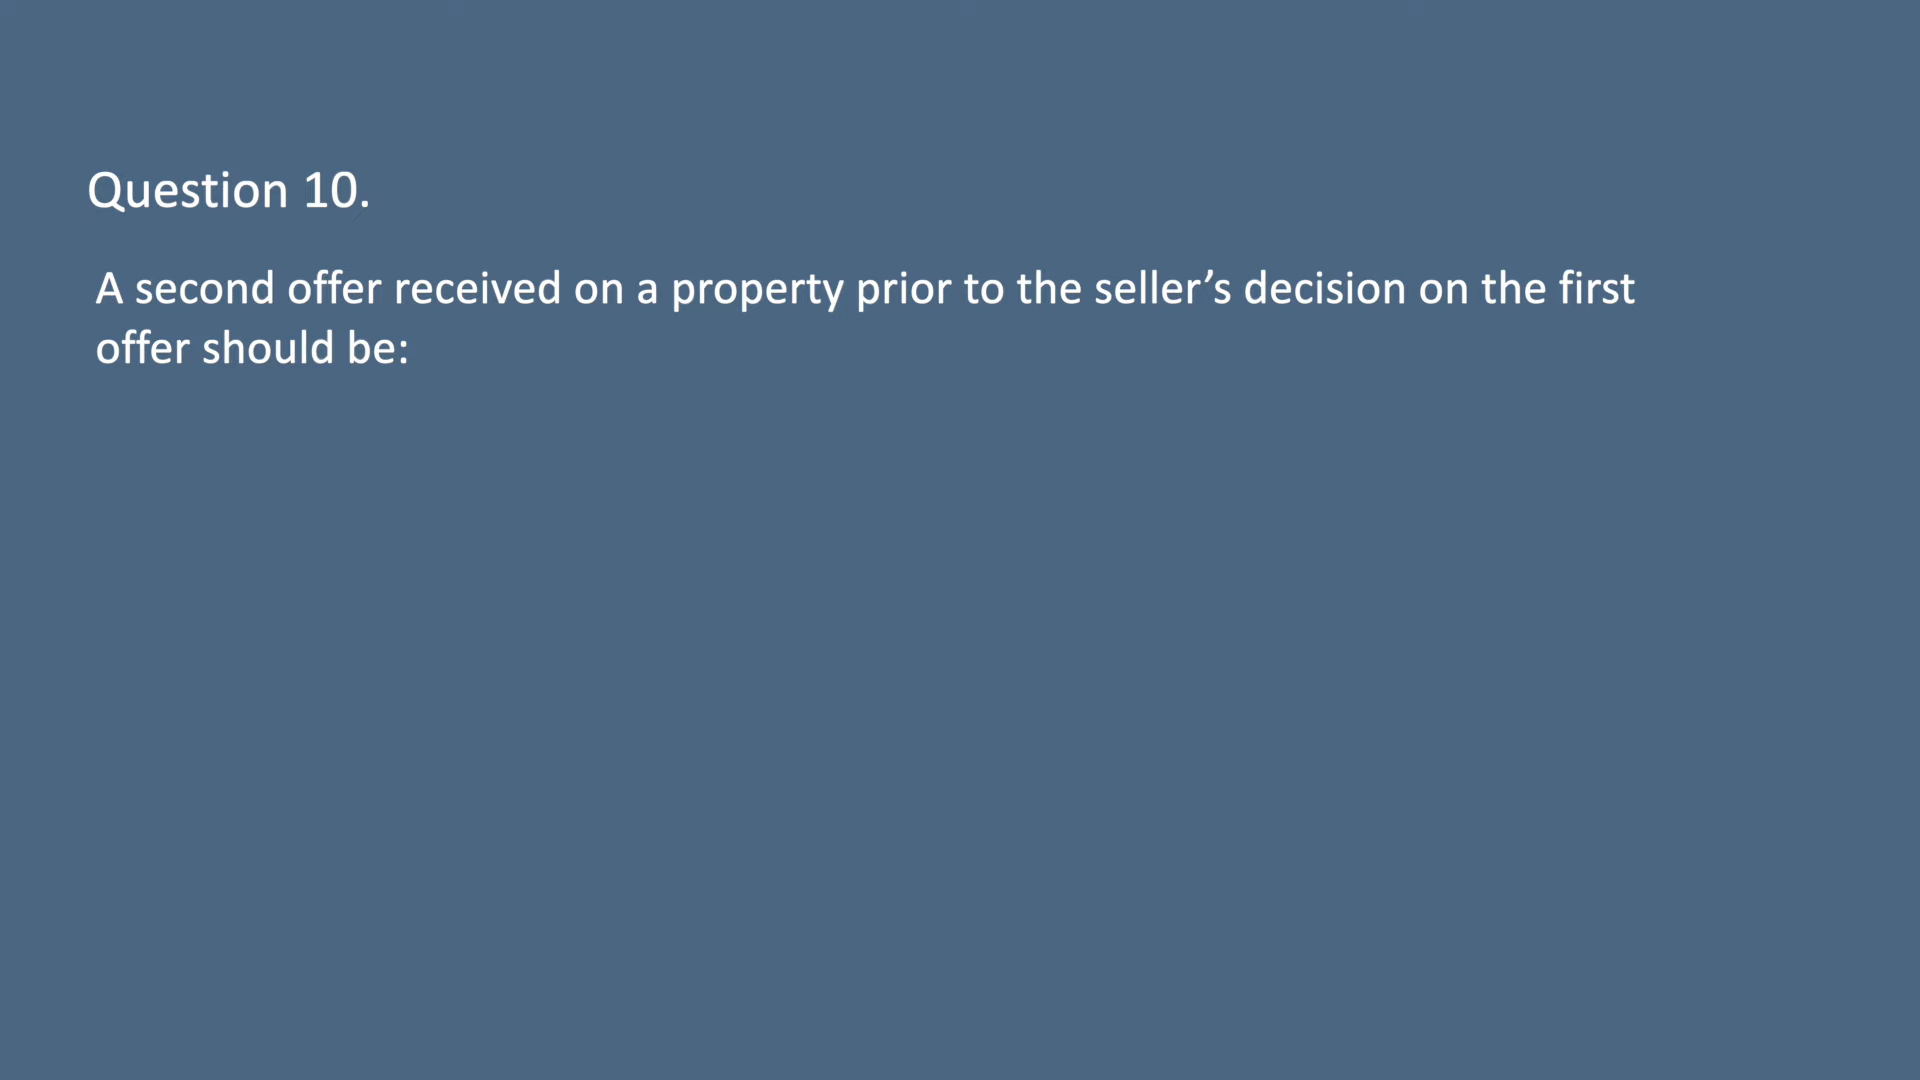 Question 10.
A second offer received on a property prior to the seller’s decision on the first
offer should be: